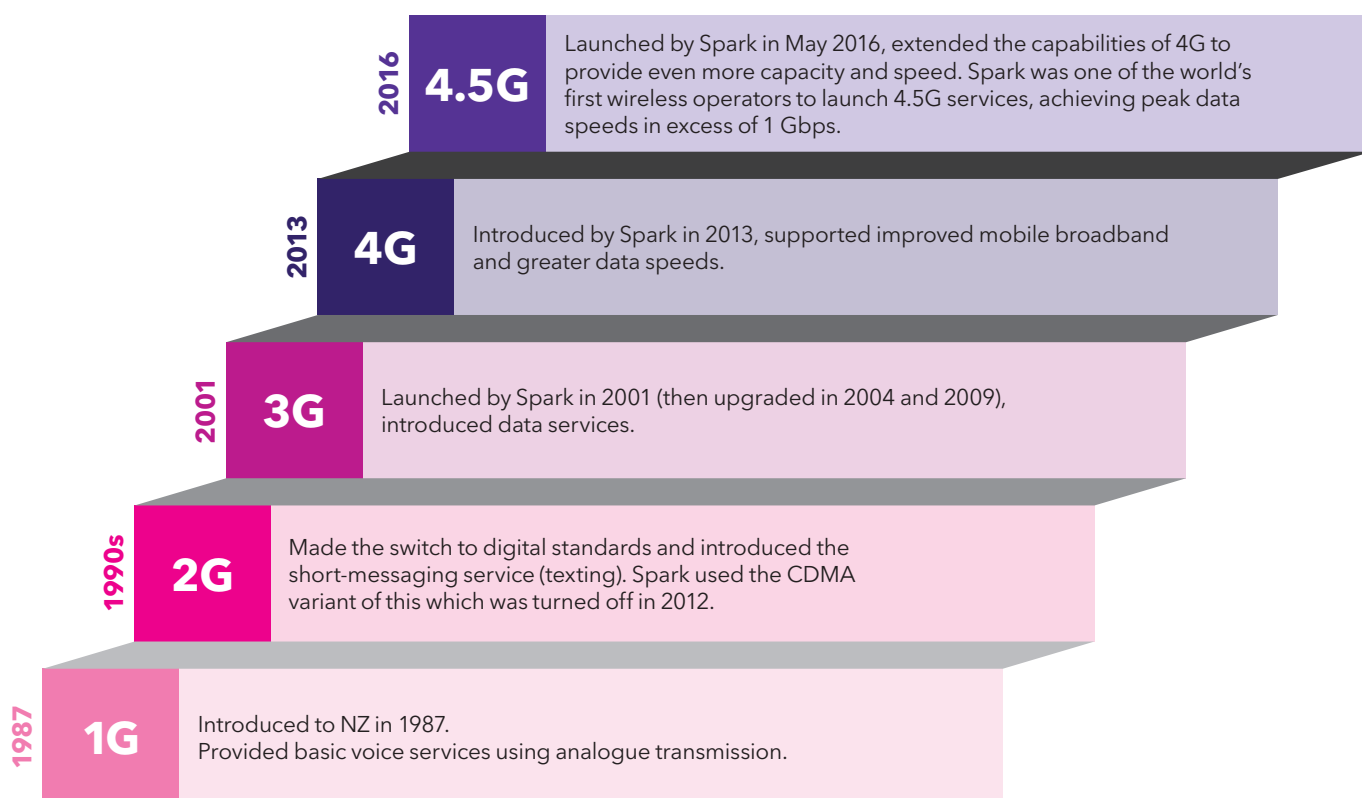 2016
4.5G
Launched by Spark in May 2016, extended the capabilities of 4G to
provide even more capacity and speed. Spark was one of the world's
first wireless operators to launch 4.5G services, achieving peak data
speeds in excess of 1 Gbps.
2013
4G
Introduced by Spark in 2013, supported improved mobile broadband
and greater data speeds.
2001
3G
Launched by Spark in 2001 (then upgraded in 2004 and 2009),
introduced data services.
1990s
2G
Made the switch to digital standards and introduced the
short-messaging service (texting). Spark used the CDMA
variant of this which was turned off in 2012.
1987
1G
Introduced to NZ in 1987.
Provided basic voice services using analogue transmission.